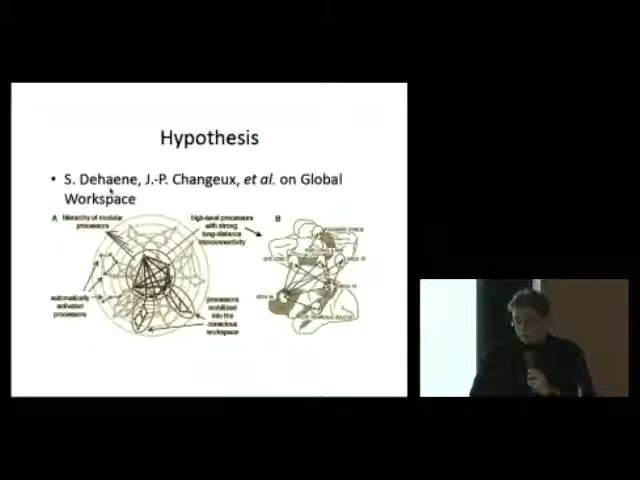 Hypothesis
• S. Dehaene, J.-P. Changeux, et al. on Global
Workspace
A
hierarchy of modular
processors
high-level processors
with strong
long-distance
interconnectivity
B
automatically
activated
processors
processors
mobilized
into the
conscious
workspace